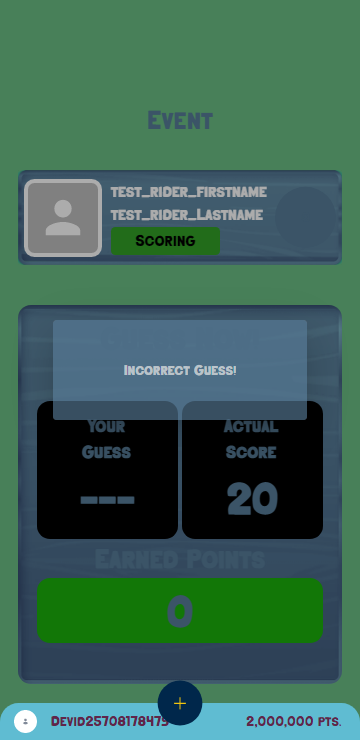 Event
test_rider_firstname
test_rider_Lastname
Scoring
Incorrect Guess!
Your
Guess
Actual
Score
---
20
Earned Points
0
+
Devid25708178475
2,000,000 pts.